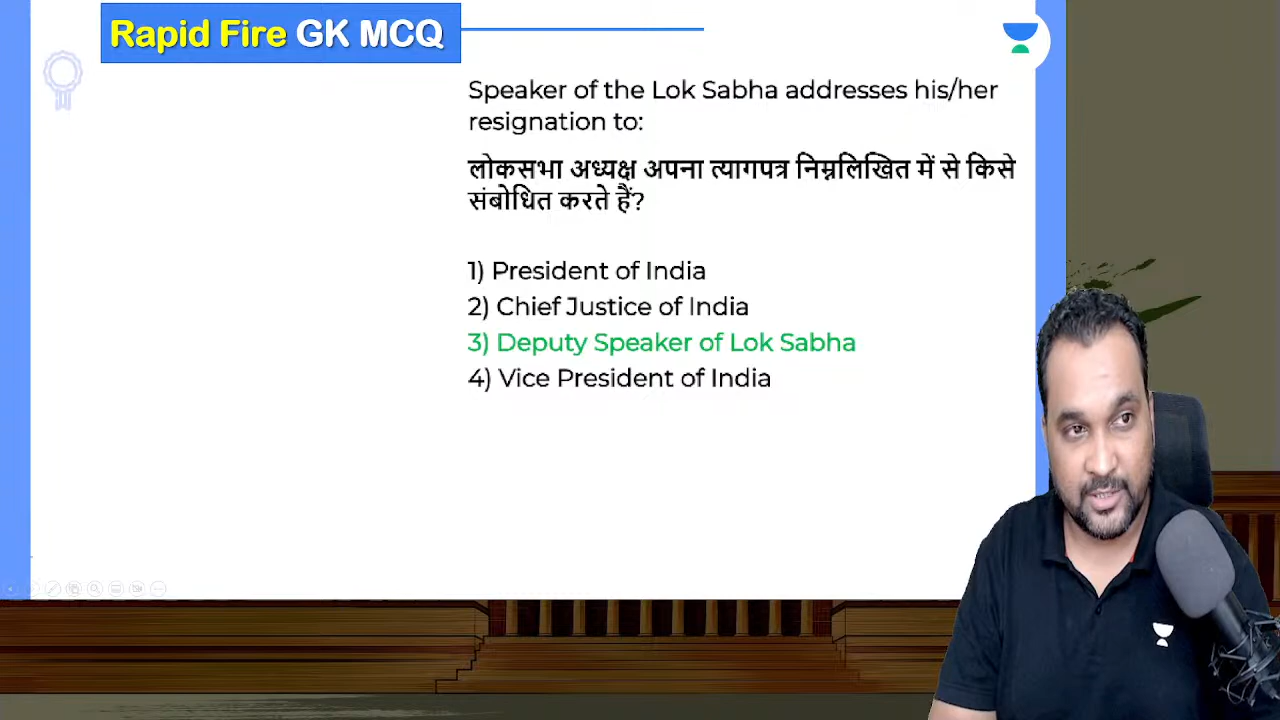 Rapid Fire GK MCQ
Speaker of the Lok Sabha addresses his/her
resignation to:
लोकसभा अध्यक्ष अपना त्यागपत्र निम्नलिखित में से किसे
संबोधित करते हैं?
1) President of India
2) Chief Justice of India
3) Deputy Speaker of Lok Sabha
4) Vice President of India